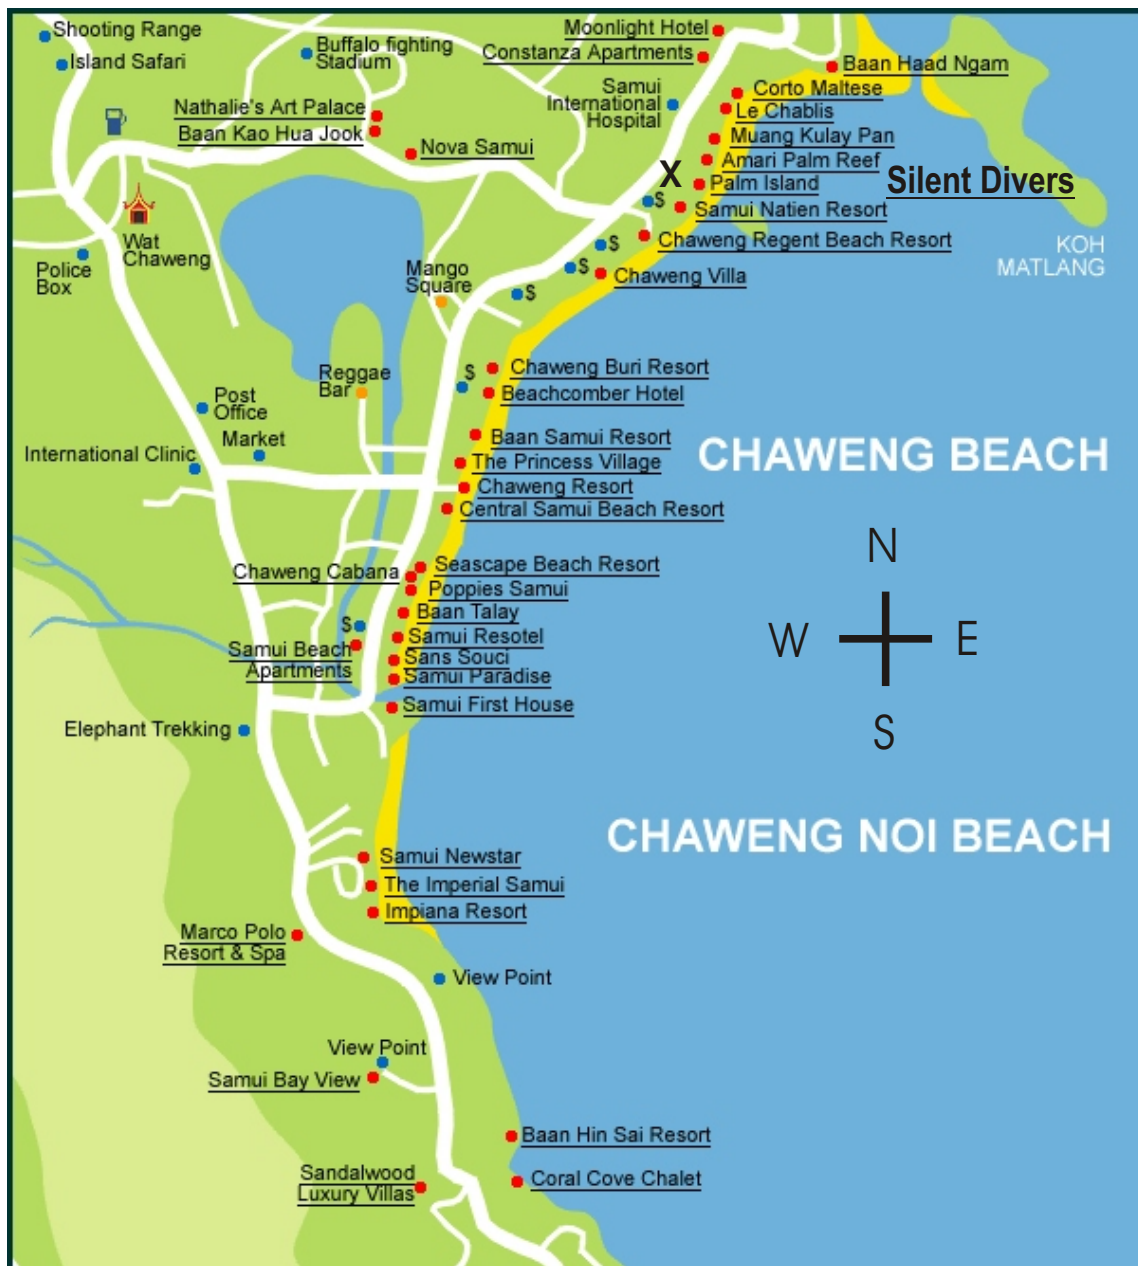 Shooting Range
Island Safari
Buffalo fighting
Stadium
Moonlight Hotel
Constanza Apartments
Baan Haad Ngam
Samui
International
Hospital
Corto Maltese
Le Chablis
Nathalie's Art Palace
Baan Kao Hua Jook
Nova Samui
Muang Kulay Pan
Amari Palm Reef
X
Palm Island
Silent Divers
$
Samui Natien Resort
Wat
Chaweng
Police
Box
$
Chaweng Regent Beach Resort
KOH
MATLANG
Mango
Square
$
Chaweng Villa
$
Reggae
Bar
$
Chaweng Buri Resort
Beachcomber Hotel
Post
Office
Market
International Clinic
Baan Samui Resort
CHAWENG BEACH
The Princess Village
Chaweng Resort
Central Samui Beach Resort
N
W
E
S
Chaweng Cabana
Seascape Beach Resort
Poppies Samui
Baan Talay
$
Samui Beach
Apartments
Samui Resotel
Sans Souci
Samui Paradise
Samui First House
Elephant Trekking
CHAWENG NOI BEACH
Samui Newstar
The Imperial Samui
Impiana Resort
Marco Polo
Resort & Spa
View Point
View Point
Samui Bay View
Baan Hin Sai Resort
Sandalwood
Luxury Villas
Coral Cove Chalet